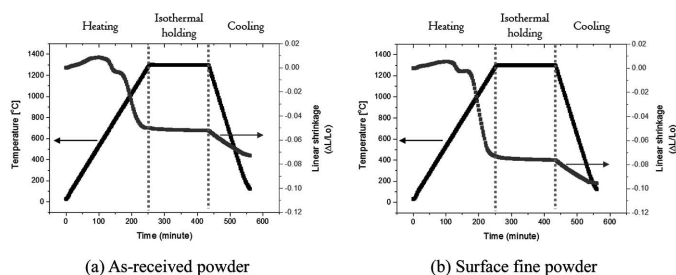 Heating
Isothermal
holding
Cooling
1400
1200
1000
800
600
400
200
0
Temperature [°C]
0.02
0.00
-0.02
-0.04
-0.06
-0.08
-0.10
-0.12
Linear shrinkage
(ΔL/Lo)
0 100 200 300 400 500 600
Time (minute)
(a) As-received powder
Heating
Isothermal
holding
Cooling
1400
1200
1000
800
600
400
200
0
Temperature [°C]
0.02
0.00
-0.02
-0.04
-0.06
-0.08
-0.10
-0.12
Linear shrinkage
(ΔL/Lo)
0 100 200 300 400 500 600
Time (minute)
(b) Surface fine powder